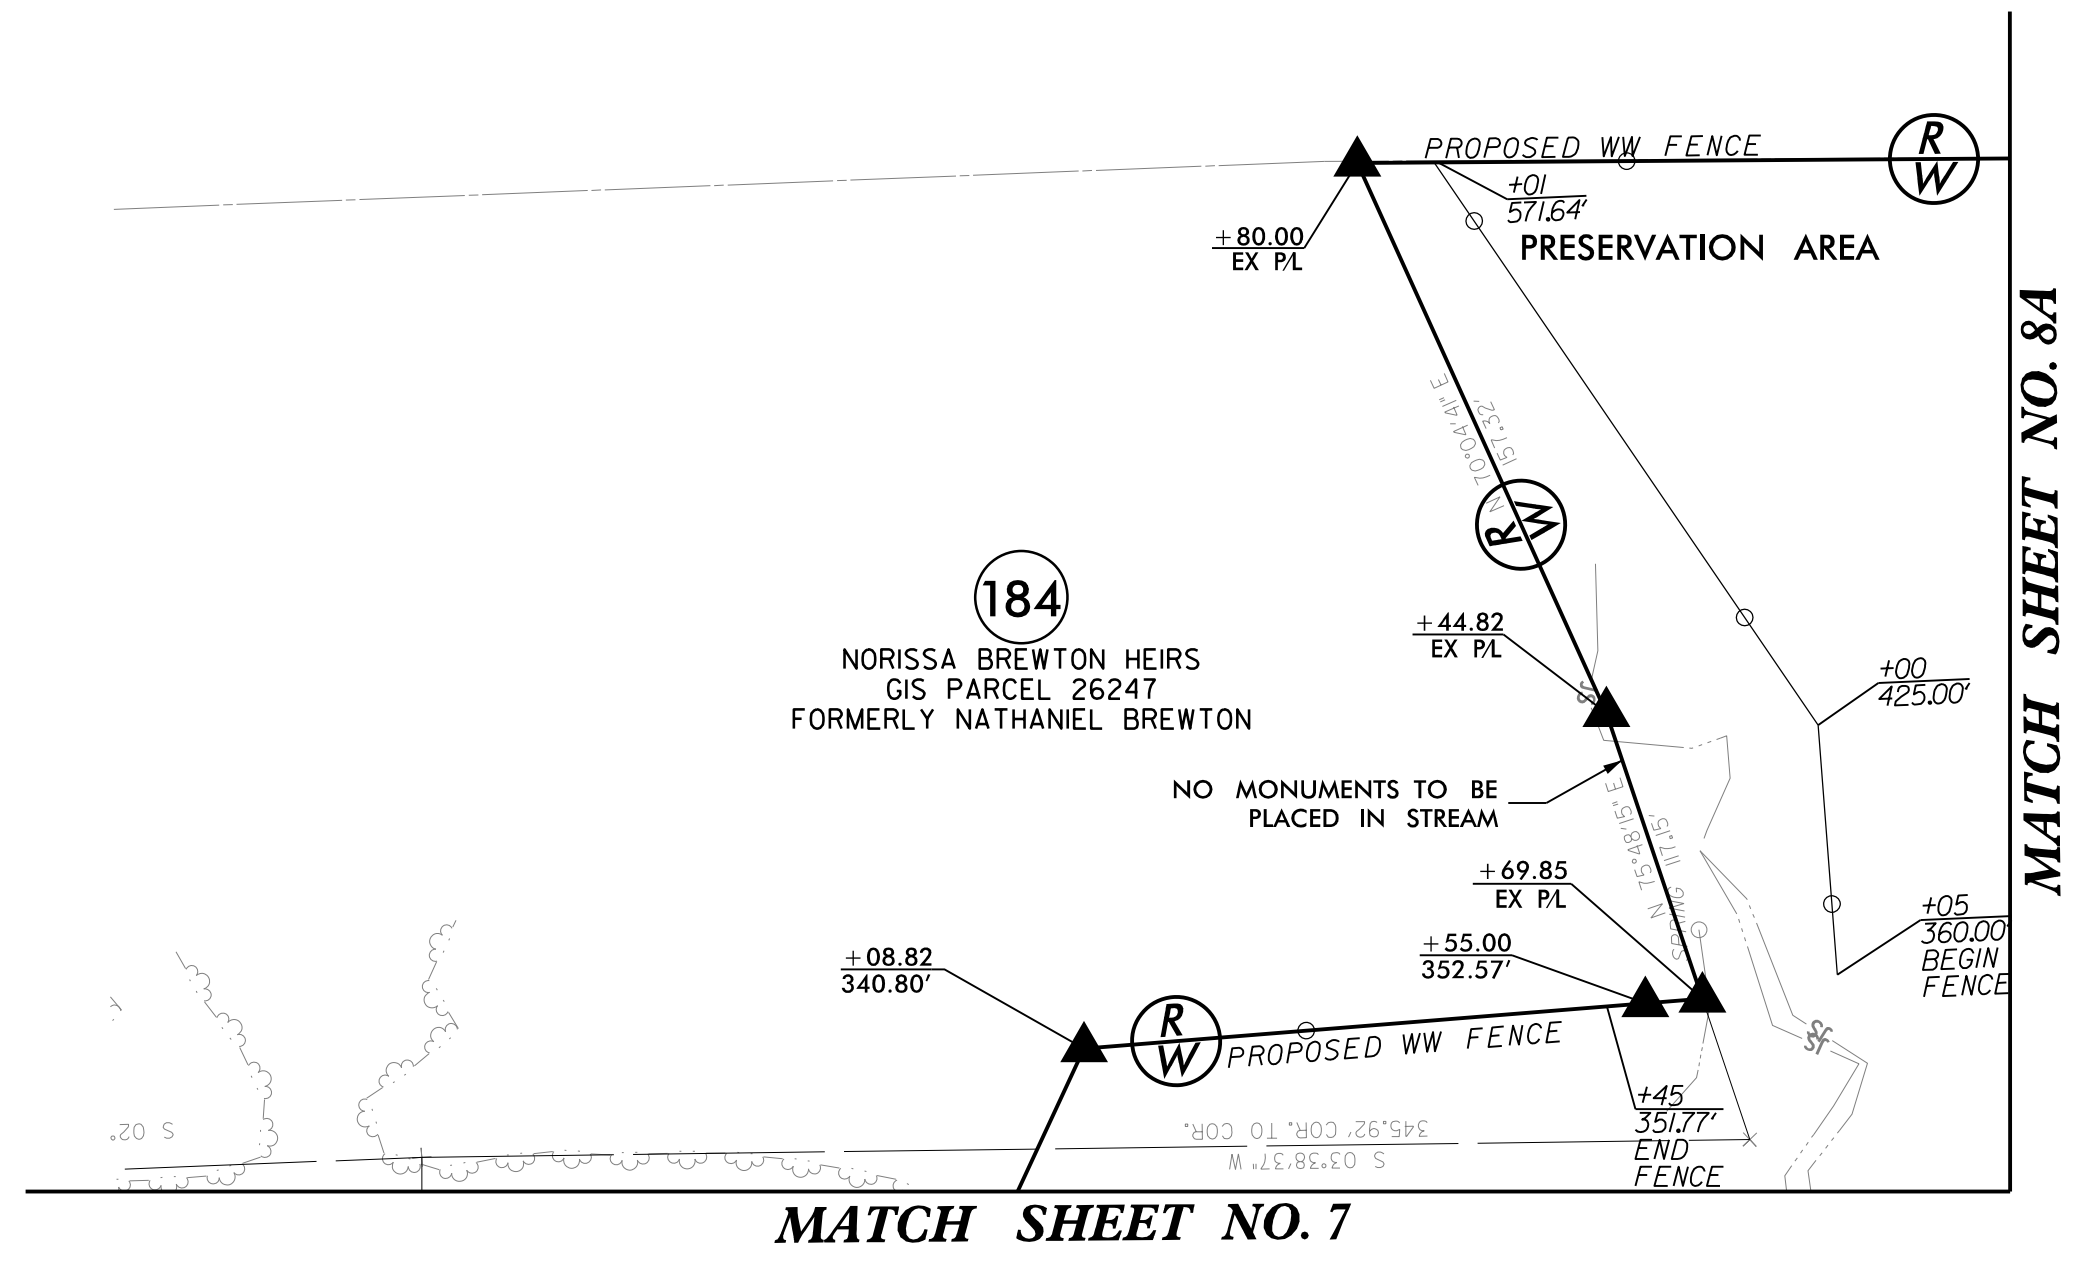 PROPOSED WW FENCE
R
W
+01
571.64'
PRESERVATION AREA
+80.00
EX P/L
N 70°04'41" E
157.32'
R
W
184
NORISSA BREWTON HEIRS
GIS PARCEL 26247
FORMERLY NATHANIEL BREWTON
+44.82
EX P/L
JS
+00
425.00'
NO MONUMENTS TO BE
PLACED IN STREAM
N 75°48'15" E
SPRING 117.15'
+69.85
EX P/L
+05
360.00'
BEGIN
FENCE
+55.00
352.57'
+08.82
340.80'
R
W
PROPOSED WW FENCE
JS
JS
+45
351.77'
END
FENCE
S 02°
345.92' COR. TO COR.
S 03°38'37" W
MATCH SHEET NO. 8A
MATCH SHEET NO. 7